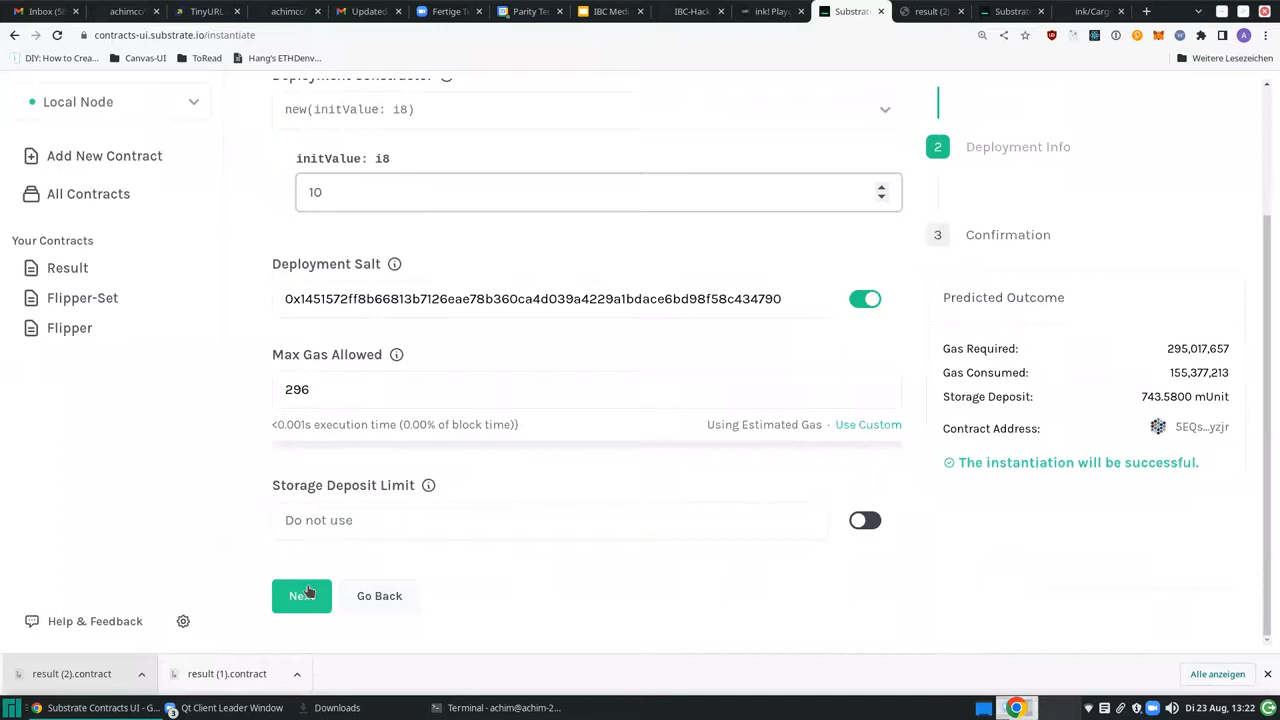 Inbox (56
achimcc/
TinyURL
achimcc/
Updated
Fertige Te
Parity Te
IBC Medi
IBC-Hack
ink! Play
Substrat
result (2)
Substrat
ink/Carg
contracts-ui.substrate.io/instantiate
A
DIY: How to Crea...
Canvas-UI
ToRead
Hang's ETHDenv...
Weitere Lesezeichen
Local Node
Add New Contract
All Contracts
Your Contracts
Result
Flipper-Set
Flipper
Help & Feedback
Deployment Constructor
new(initValue: i8)
initValue: i8
10
Deployment Salt
0x1451572ff8b66813b7126eae78b360ca4d039a4229a1bdace6bd98f58c434790
Max Gas Allowed
296
<0.001s execution time (0.00% of block time)}
Using Estimated Gas · Use Custom
Storage Deposit Limit
Do not use
Next
Go Back
2
Deployment Info
3
Confirmation
Predicted Outcome
Gas Required: 295,017,657
Gas Consumed: 155,377,213
Storage Deposit: 743.5800 mUnit
Contract Address: 5EQs...yzjr
The instantiation will be successful.
result (2).contract
result (1).contract
Alle anzeigen
Substrate Contracts UI - G...
3
Qt Client Leader Window
Downloads
Terminal - achim@achim-2...
Di 23 Aug, 13:22